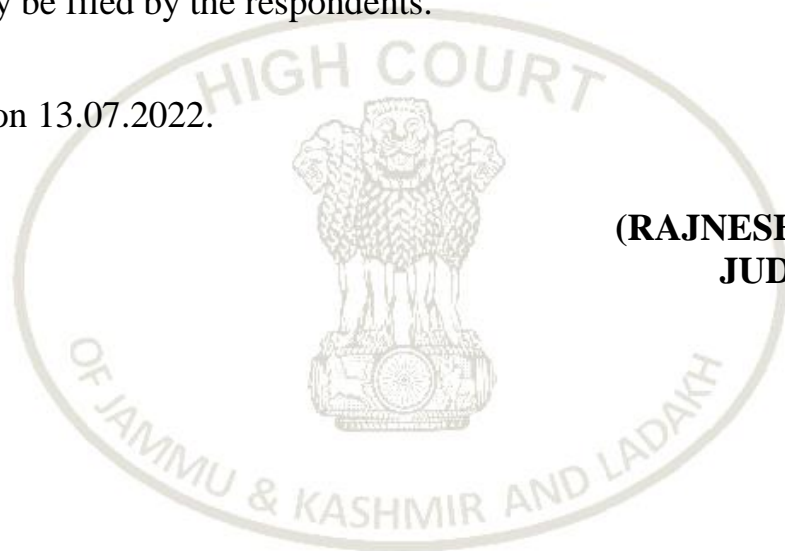 y be filed by the respondents.
HIGH COURT
on 13.07.2022.
(RAJNESH
JUD
OF JAMMU & KASHMIR AND LADAKH